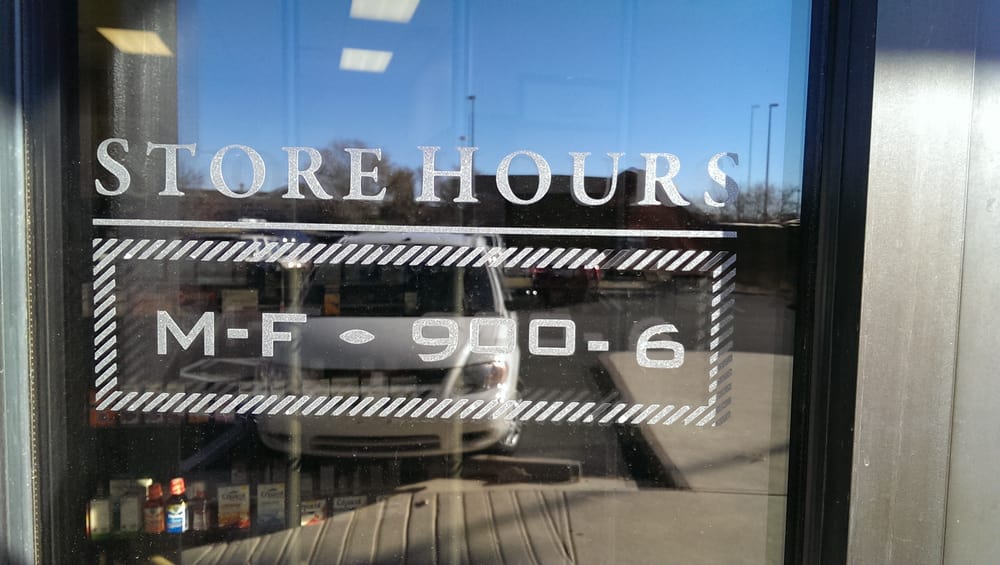 STORE HOURS
M-F • 900-6